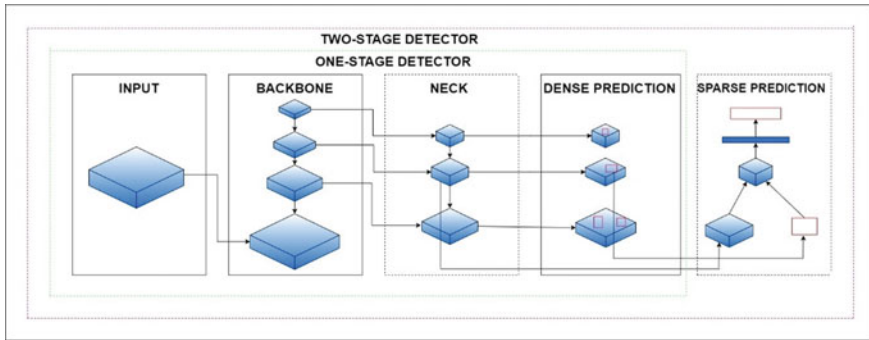 TWO-STAGE DETECTOR
ONE-STAGE DETECTOR
INPUT
BACKBONE
NECK
DENSE PREDICTION
SPARSE PREDICTION